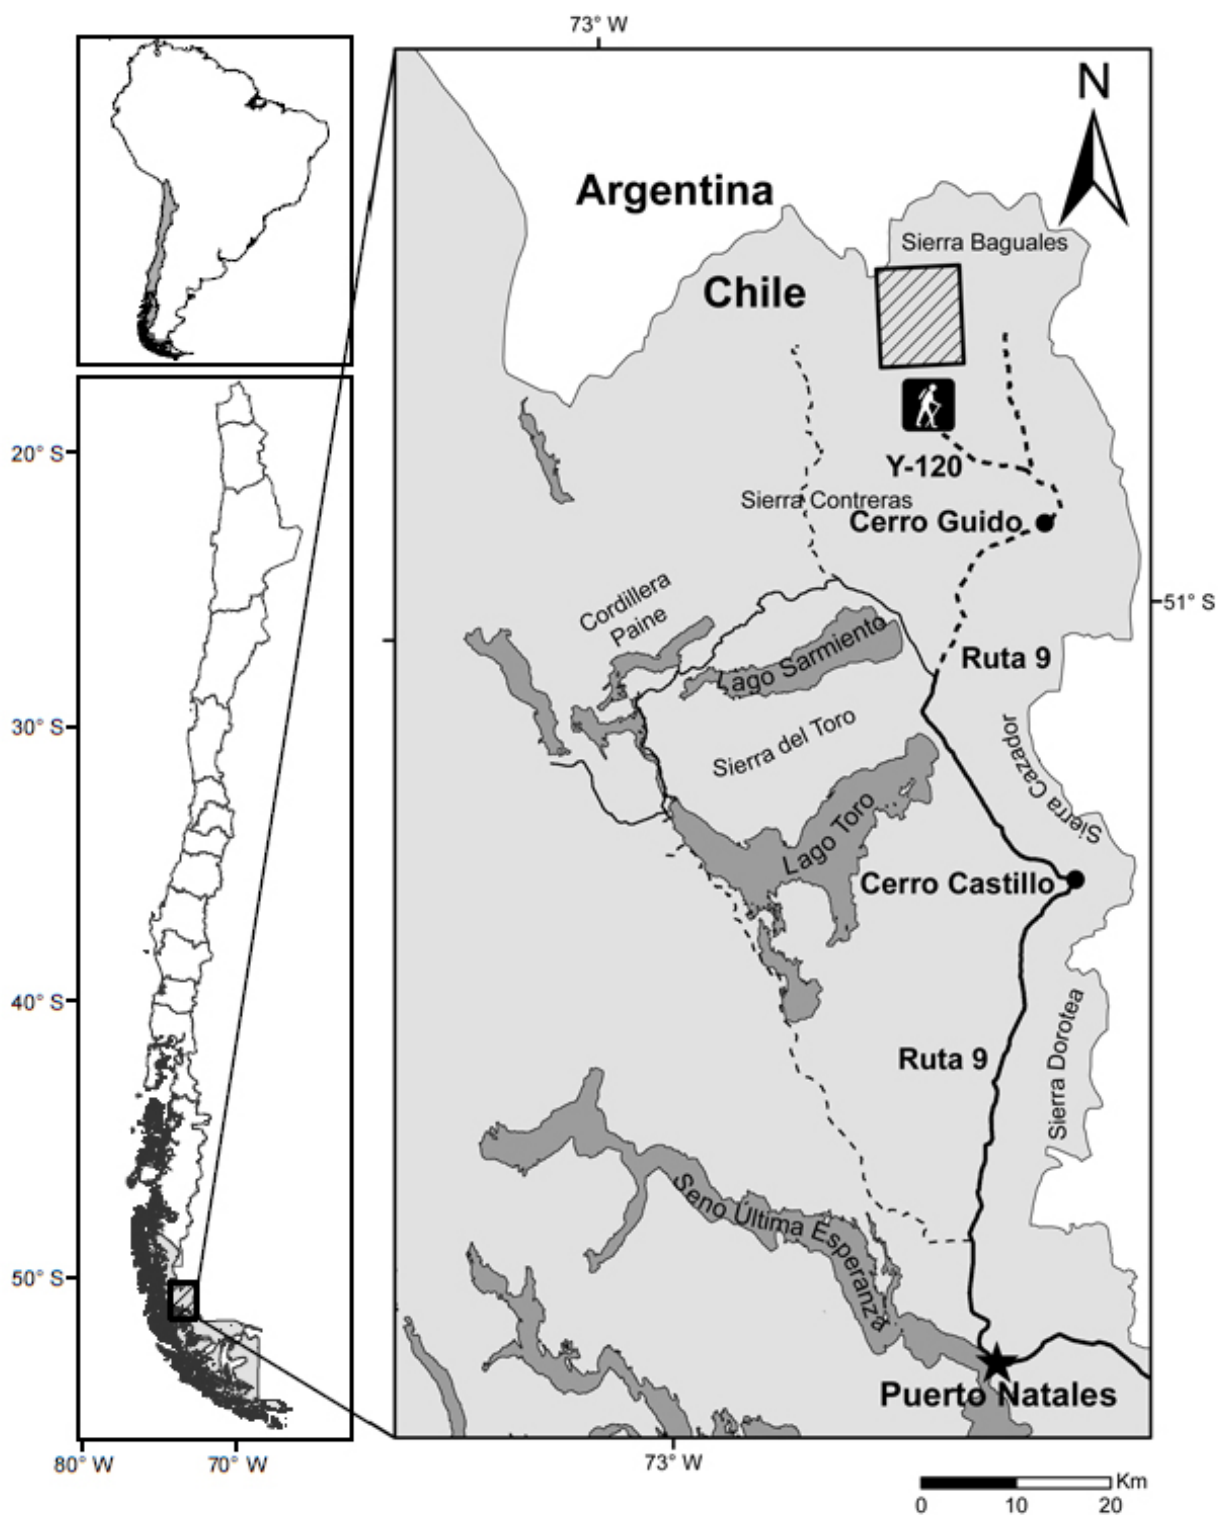 73° W
N
Argentina
Sierra Baguales
Chile
20° S
Y-120
Sierra Contreras
Cerro Guido
Cordillera
Paine
51° S
Lago Sarmiento
Ruta 9
30° S
Sierra del Toro
Sierra Cazador
Lago Toro
Cerro Castillo
40° S
Ruta 9
Sierra Dorotea
Seno Última Esperanza
50° S
Puerto Natales
80° W
70° W
73° W
Km
0
10
20